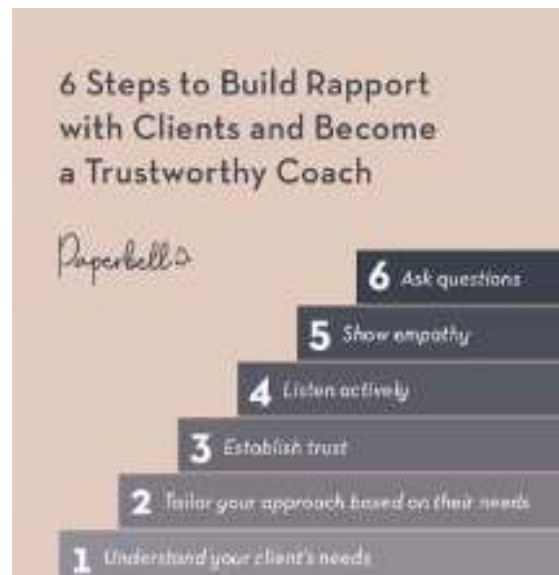 6 Steps to Build Rapport
with Clients and Become
a Trustworthy Coach
Paperbell
6 Ask questions
5 Show empathy
4 Listen actively
3 Establish trust
2 Tailor your approach based on their needs
1 Understand your client's needs